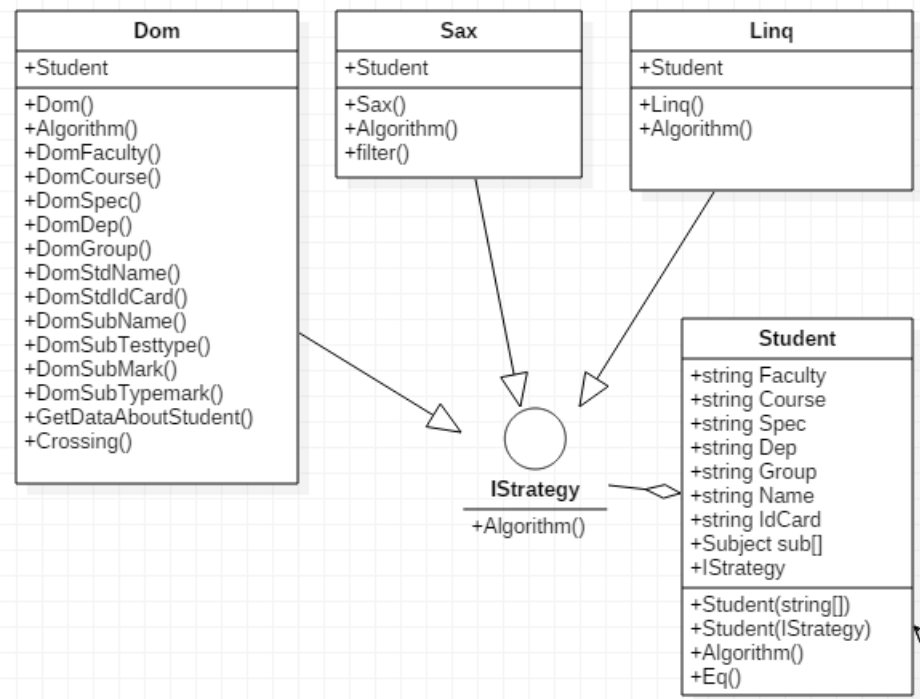 Dom
+Student
+Dom()
+Algorithm()
+DomFaculty()
+DomCourse()
+DomSpec()
+DomDep()
+DomGroup()
+DomStdName()
+DomStdIdCard()
+DomSubName()
+DomSubTesttype()
+DomSubMark()
+DomSubTypemark()
+GetDataAboutStudent()
+Crossing()
Sax
+Student
+Sax()
+Algorithm()
+filter()
Linq
+Student
+Linq()
+Algorithm()
IStrategy
+Algorithm()
Student
+string Faculty
+string Course
+string Spec
+string Dep
+string Group
+string Name
+string IdCard
+Subject sub[]
+IStrategy
+Student(string[])
+Student(IStrategy)
+Algorithm()
+Eq()